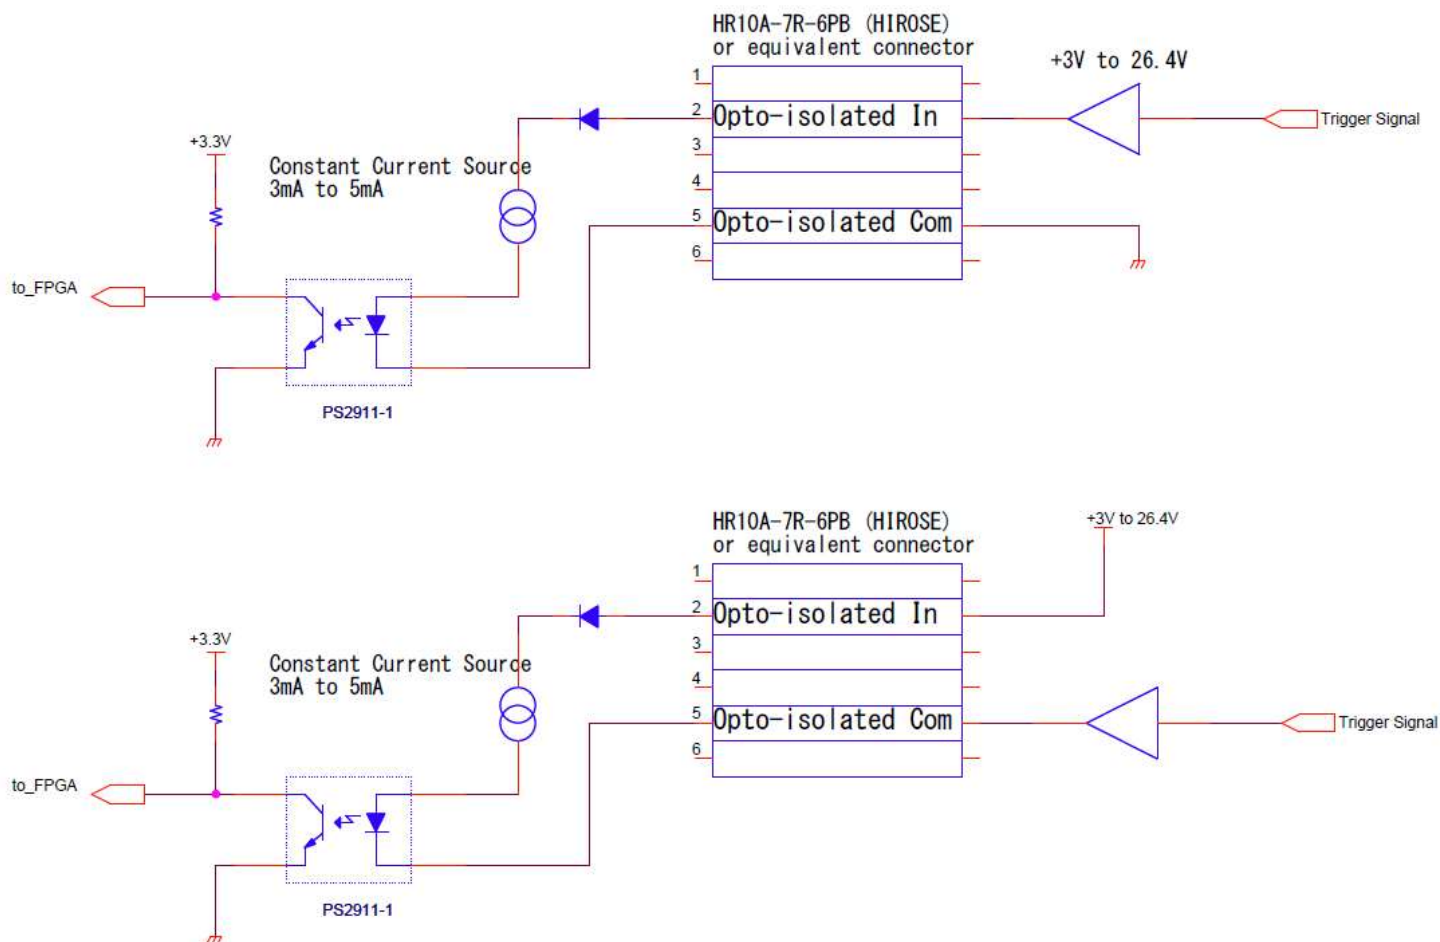 HR10A-7R-6PB (HIROSE)
or equivalent connector
+3V to 26.4V
1
2
Opto-isolated In
Trigger Signal
+3.3V
3
Constant Current Source
3mA to 5mA
4
5
Opto-isolated Com
6
to_FPGA
PS2911-1
HR10A-7R-6PB (HIROSE)
or equivalent connector
+3V to 26.4V
1
2
Opto-isolated In
+3.3V
3
Constant Current Source
3mA to 5mA
4
5
Opto-isolated Com
Trigger Signal
6
to_FPGA
PS2911-1